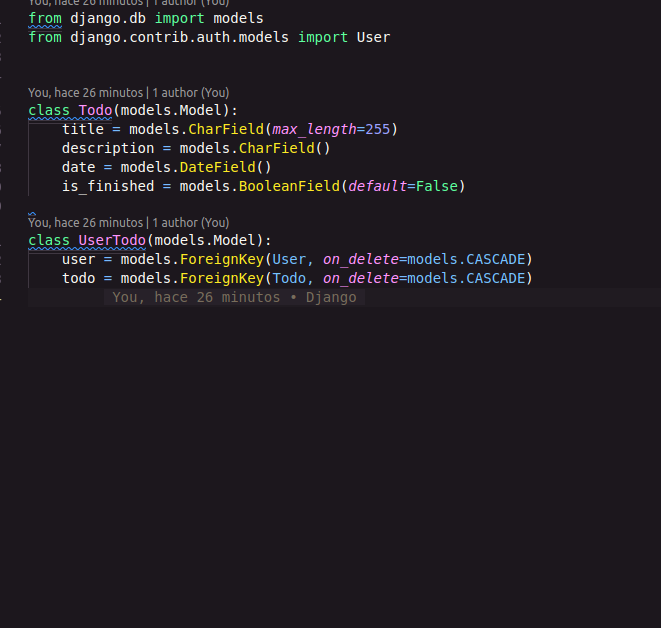 You, hace 26 minutos | 1 author (You)
from django.db import models
from django.contrib.auth.models import User
You, hace 26 minutos | 1 author (You)
class Todo(models.Model):
    title = models.CharField(max_length=255)
    description = models.CharField()
    date = models.DateField()
    is_finished = models.BooleanField(default=False)
You, hace 26 minutos | 1 author (You)
class UserTodo(models.Model):
    user = models.ForeignKey(User, on_delete=models.CASCADE)
    todo = models.ForeignKey(Todo, on_delete=models.CASCADE)
You, hace 26 minutos • Django